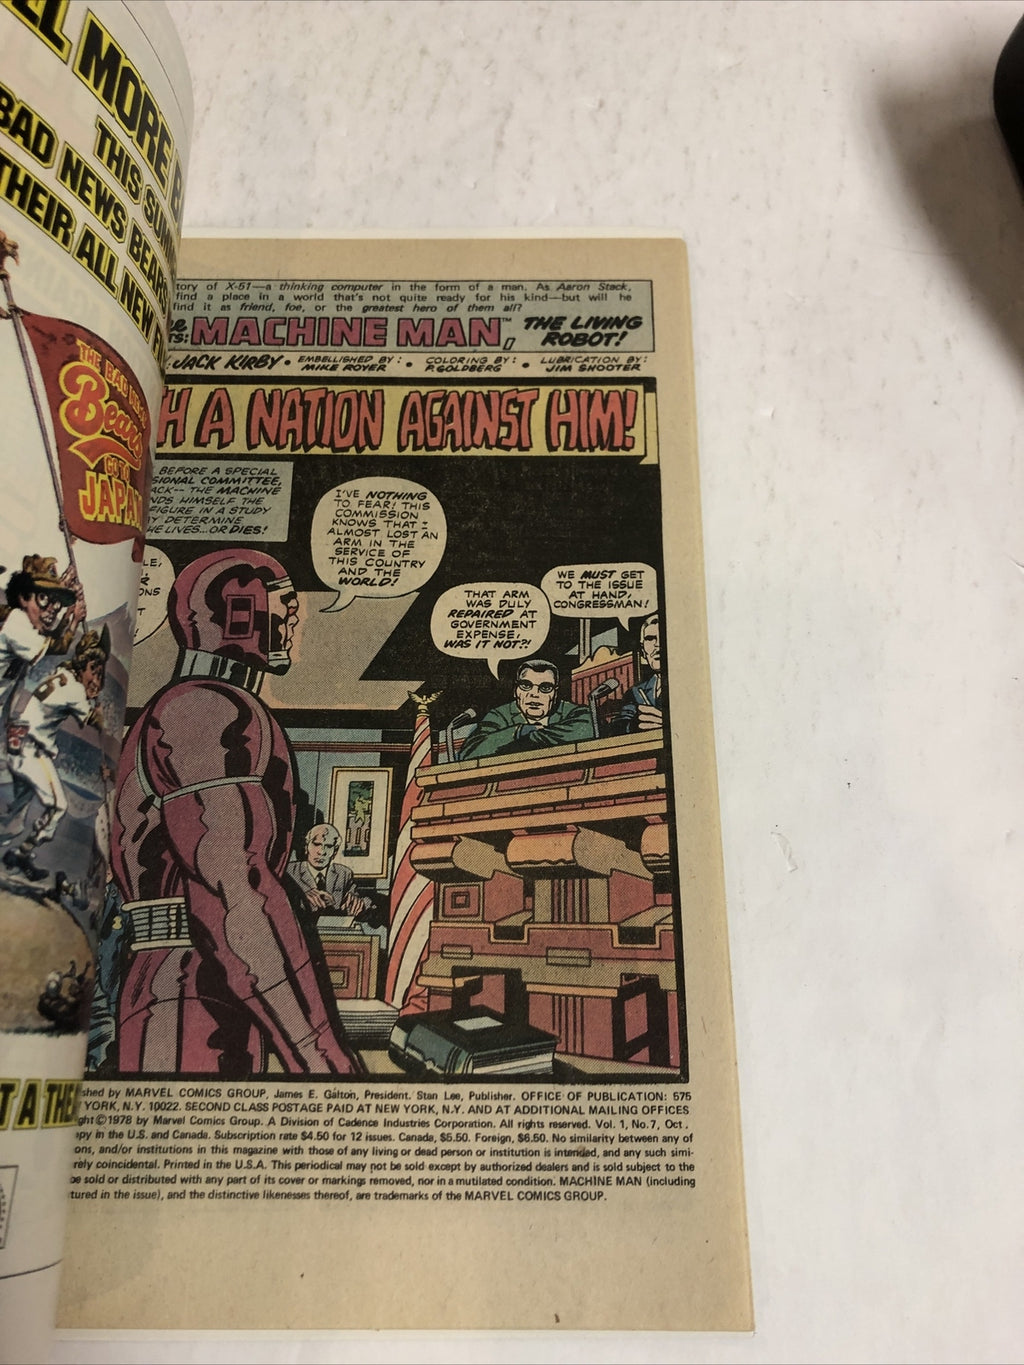 MORE
THIS
BAD NEWS BEARS
THEIR ALL NEW
THE BAD NEWS
Bears
GO TO
JAPAN
T A THE
tory of X-51—a thinking computer in the form of a man. As Aaron Stack,
find a place in a world that's not quite ready for his kind—but will he
find it as friend, foe, or the greatest hero of them all?
TS: MACHINE MAN,™ THE LIVING
ROBOT!
JACK KIRBY • EMBELLISHED BY: MIKE ROYER • COLORING BY: P. GOLDBERG • LUBRICATION BY: JIM SHOOTER
H A NATION AGAINST HIM!
BEFORE A SPECIAL
SIONAL COMMITTEE,
ACK-- THE MACHINE
NDS HIMSELF THE
FIGURE IN A STUDY
Y DETERMINE
HE LIVES...OR DIES!
I'VE NOTHING
TO FEAR! THIS
COMMISSION
KNOWS THAT I
ALMOST LOST AN
ARM IN THE
SERVICE OF
THIS COUNTRY
AND THE
WORLD!
THAT ARM
WAS DULY
REPAIRED AT
GOVERNMENT
EXPENSE,
WAS IT NOT?!
WE MUST GET
TO THE ISSUE
AT HAND,
CONGRESSMAN!
shed by MARVEL COMICS GROUP, James E. Galton, President. Stan Lee, Publisher. OFFICE OF PUBLICATION: 575
YORK, N.Y. 10022. SECOND CLASS POSTAGE PAID AT NEW YORK, N.Y. AND AT ADDITIONAL MAILING OFFICES
ght ©1978 by Marvel Comics Group. A Division of Cadence Industries Corporation. All rights reserved. Vol. 1, No. 7, Oct.
opy in the U.S. and Canada. Subscription rate $4.50 for 12 issues. Canada, $5.50. Foreign, $6.50. No similarity between any of
ons, and/or institutions in this magazine with those of any living or dead person or institution is intended, and any such simi-
rely coincidental. Printed in the U.S.A. This periodical may not be sold except by authorized dealers and is sold subject to the
be sold or distributed with any part of its cover or markings removed, nor in a mutilated condition. MACHINE MAN (including
tured in the issue), and the distinctive likenesses thereof, are trademarks of the MARVEL COMICS GROUP.